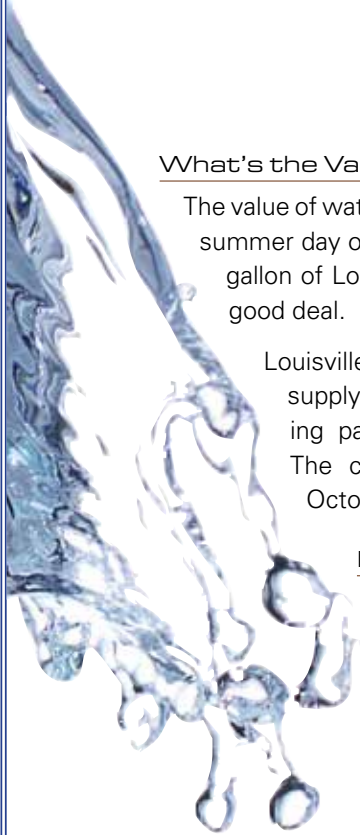 What's the Va
The value of wat
summer day o
gallon of Lo
good deal.
Louisville
supply
ing pa
The c
Octo